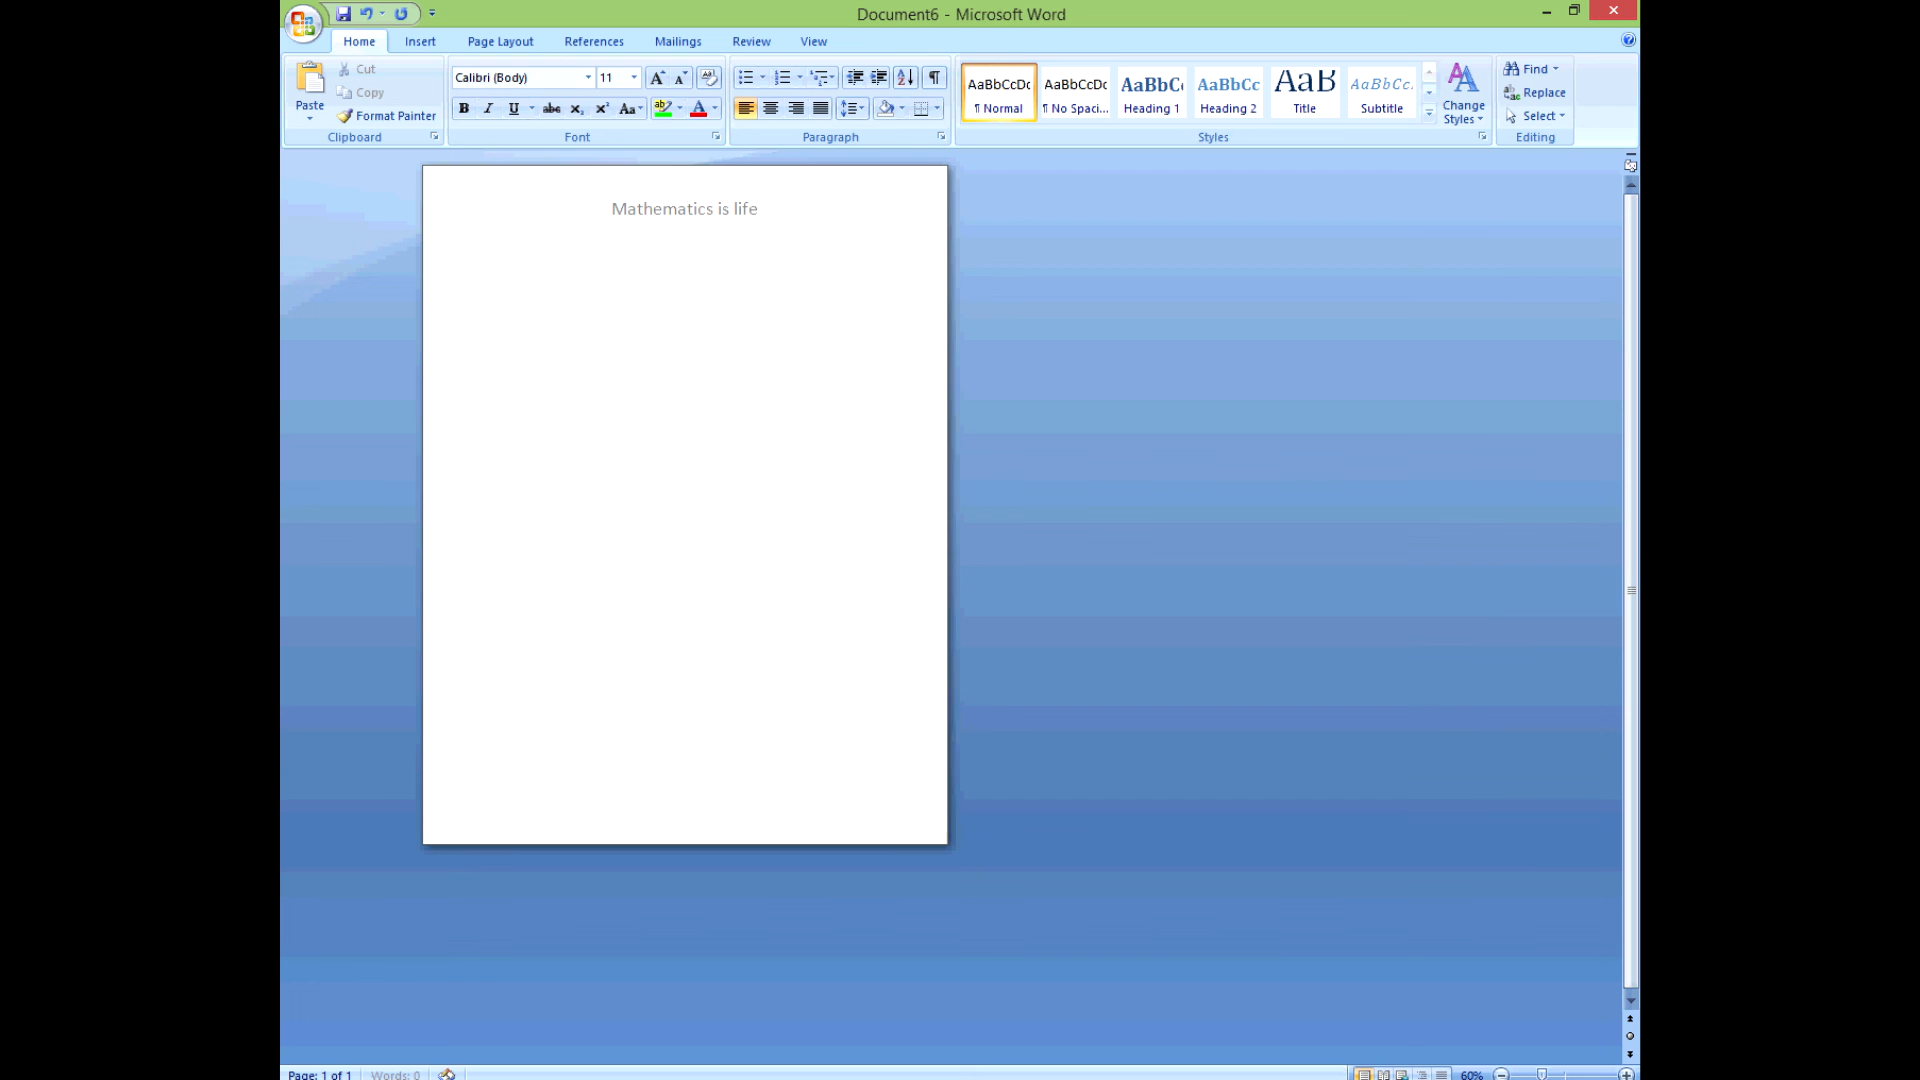 Document6 - Microsoft Word
Home Insert Page Layout References Mailings Review View
Paste
Cut
Copy
Format Painter
Clipboard
Calibri (Body) 11
Font
Paragraph
AaBbCcDc AaBbCcDc AaBbC AaBbCc AaB AaBbCc.
¶ Normal ¶ No Spaci... Heading 1 Heading 2 Title Subtitle
Change
Styles
Styles
Find
Replace
Select
Editing
Mathematics is life
Page: 1 of 1 Words: 0 60%